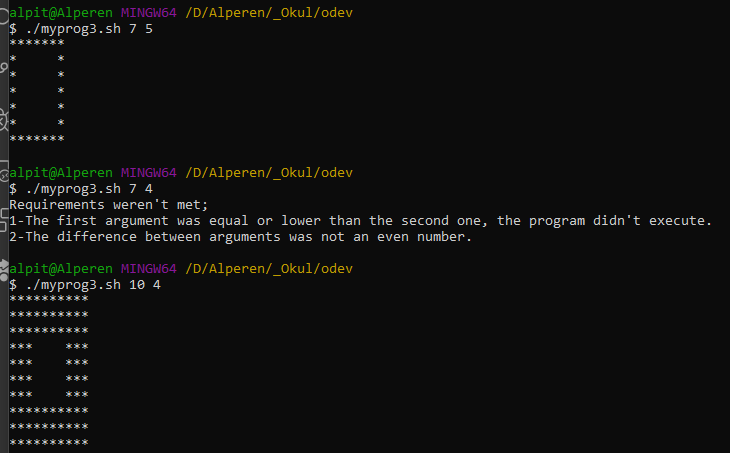 alpit@Alperen MINGW64 /D/Alperen/_Okul/odev
$ ./myprog3.sh 7 5
*******
*     *
*     *
*     *
*     *
*     *
*******
alpit@Alperen MINGW64 /D/Alperen/_Okul/odev
$ ./myprog3.sh 7 4
Requirements weren't met;
1-The first argument was equal or lower than the second one, the program didn't execute.
2-The difference between arguments was not an even number.
alpit@Alperen MINGW64 /D/Alperen/_Okul/odev
$ ./myprog3.sh 10 4
**********
**********
**********
***    ***
***    ***
***    ***
***    ***
**********
**********
**********